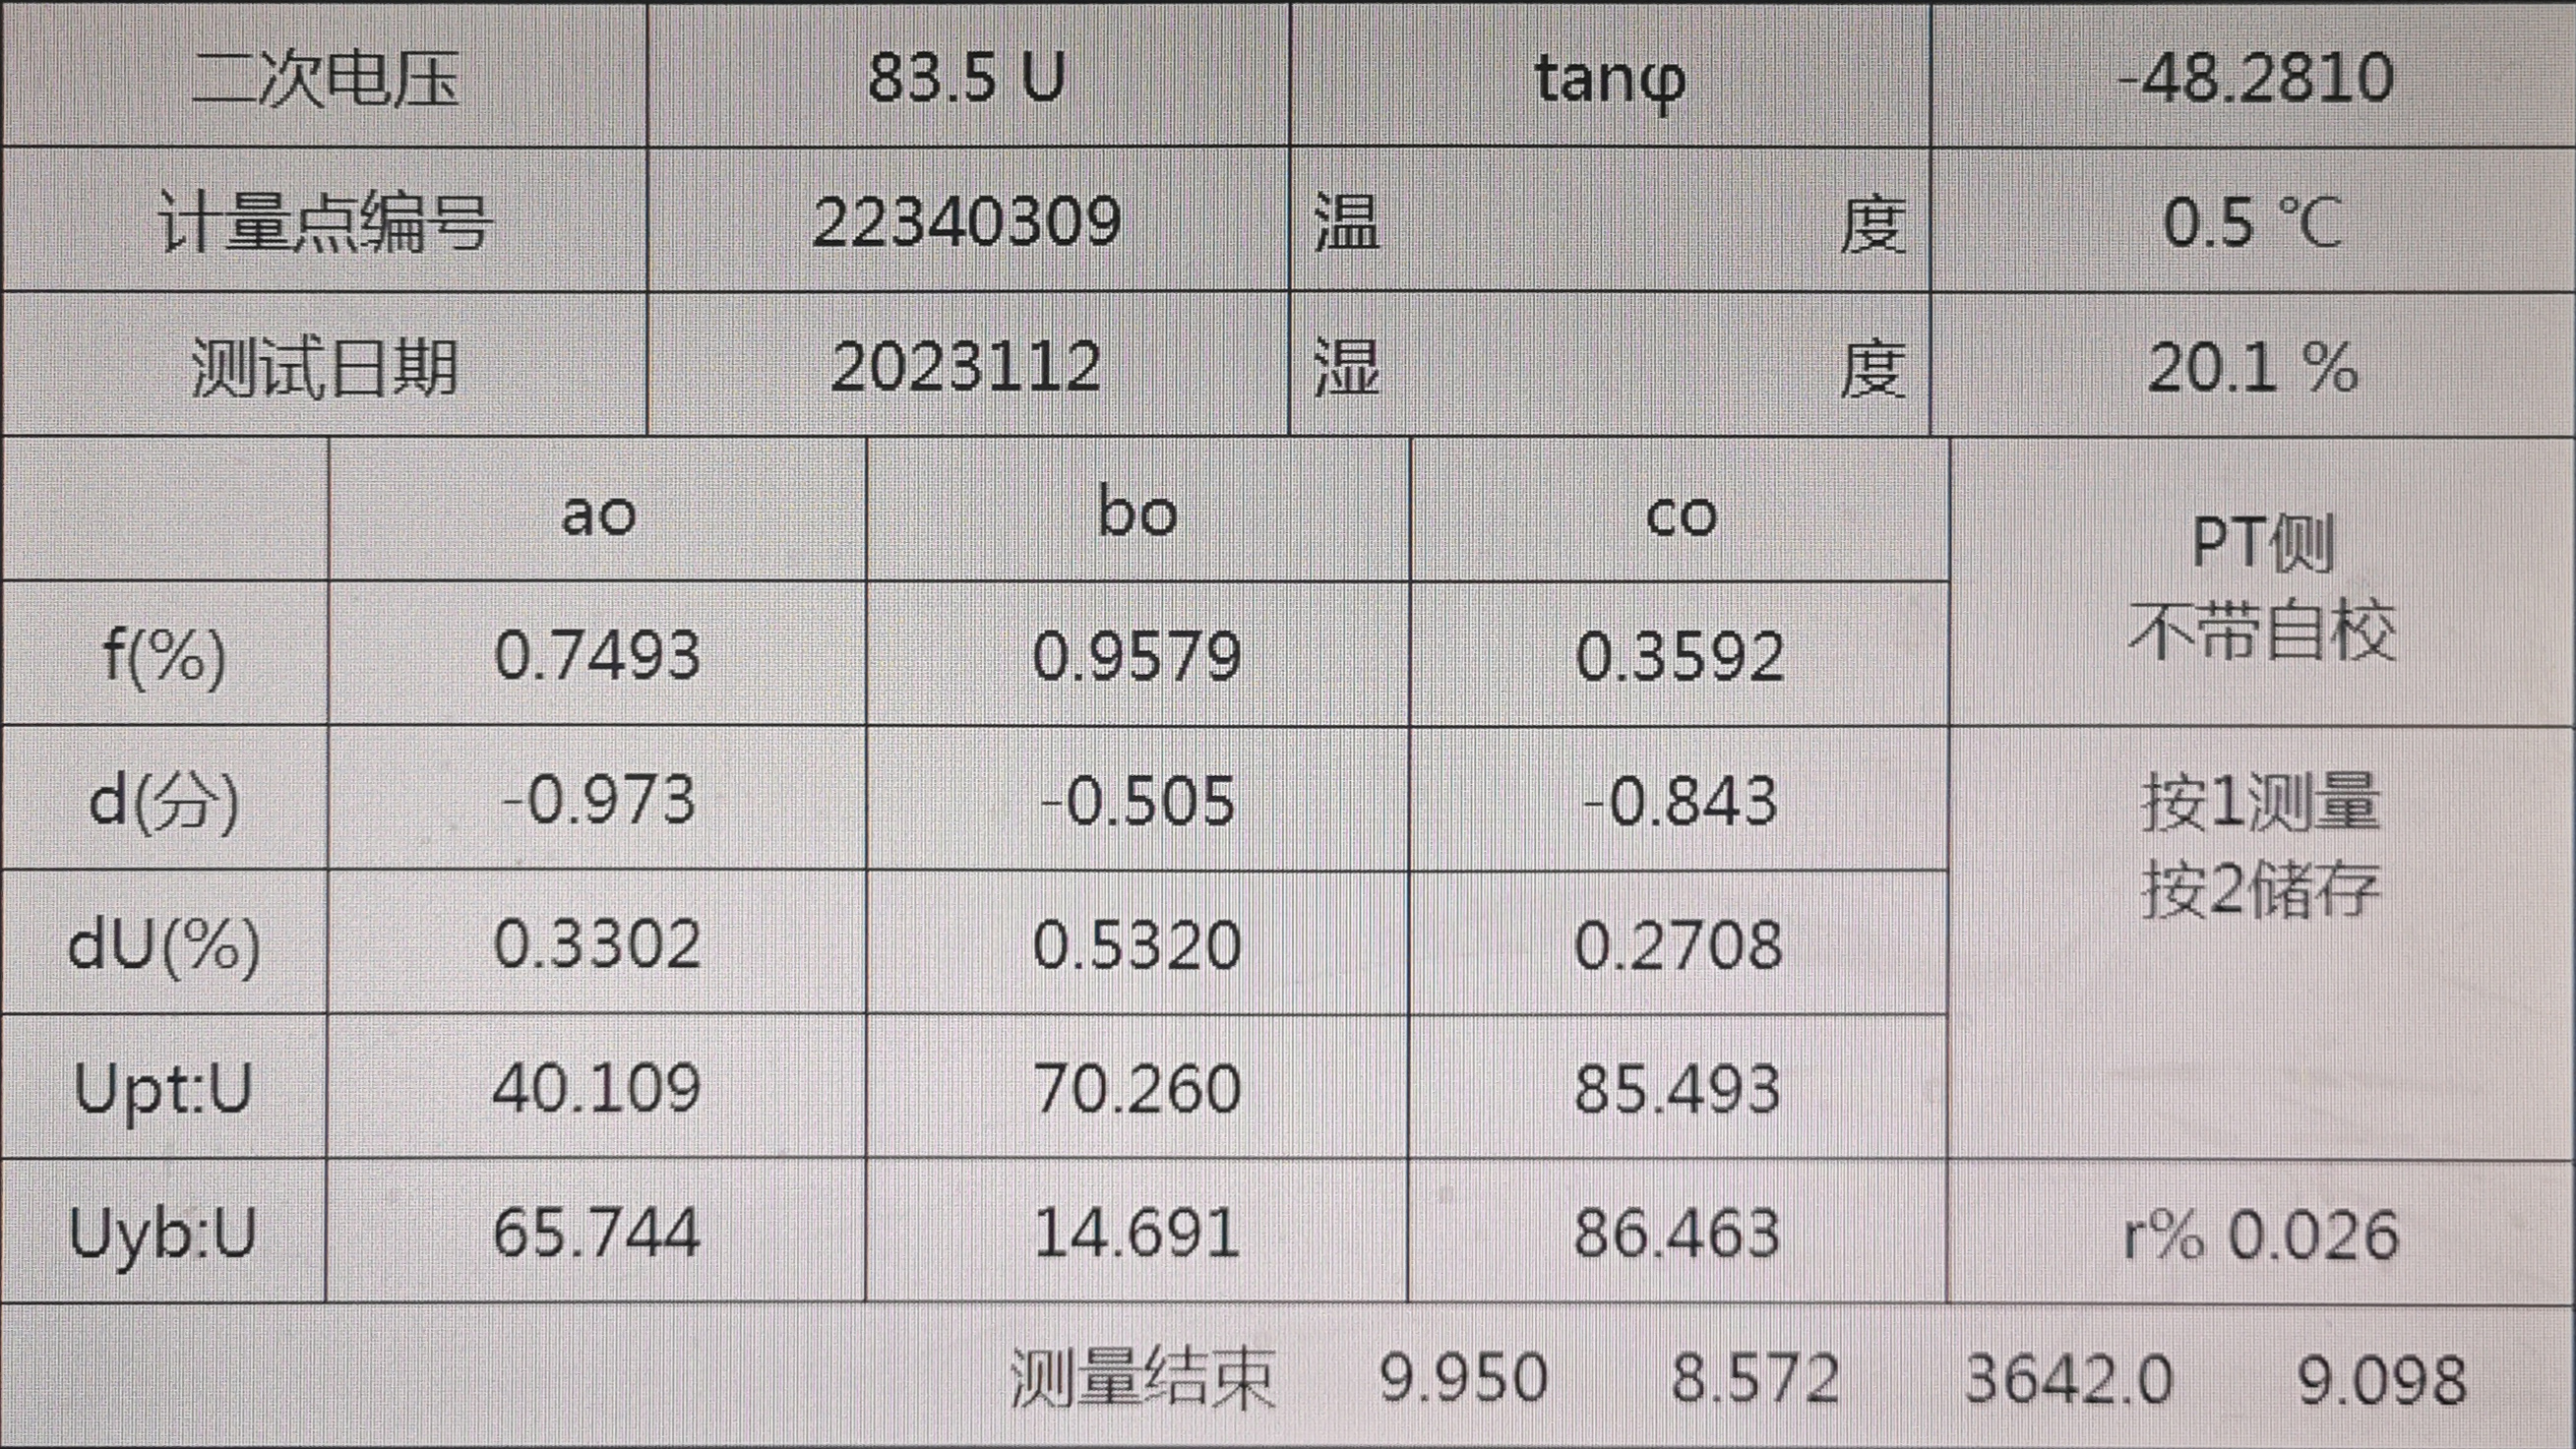 二次电压 83.5 U tanφ -48.2810
计量点编号 22340309 温 度 0.5 ℃
测试日期 2023112 湿 度 20.1 %
ao bo co PT侧
不带自校
f(%) 0.7493 0.9579 0.3592
d(分) -0.973 -0.505 -0.843 按1测量
按2储存
dU(%) 0.3302 0.5320 0.2708
Upt:U 40.109 70.260 85.493
Uyb:U 65.744 14.691 86.463 r% 0.026
测量结束 9.950 8.572 3642.0 9.098